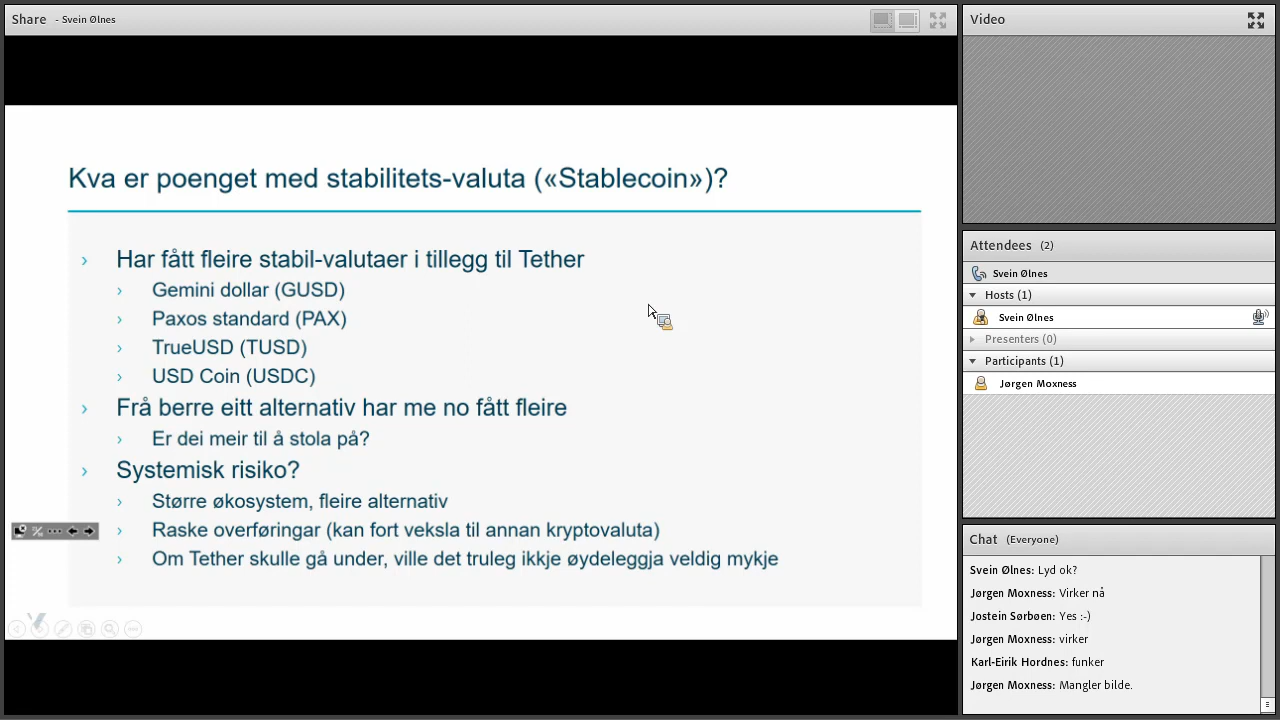 Share - Svein Ølnes
Kva er poenget med stabilitets-valuta («Stablecoin»)?
› Har fått fleire stabil-valutaer i tillegg til Tether
› Gemini dollar (GUSD)
› Paxos standard (PAX)
› TrueUSD (TUSD)
› USD Coin (USDC)
› Frå berre eitt alternativ har me no fått fleire
› Er dei meir til å stola på?
› Systemisk risiko?
› Større økosystem, fleire alternativ
› Raske overføringar (kan fort veksla til annan kryptovaluta)
› Om Tether skulle gå under, ville det truleg ikkje øydeleggja veldig mykje
Video
Attendees (2)
Svein Ølnes
Hosts (1)
Svein Ølnes
Presenters (0)
Participants (1)
Jørgen Moxness
Chat (Everyone)
Svein Ølnes: Lyd ok?
Jørgen Moxness: Virker nå
Jostein Sørbøen: Yes :-)
Jørgen Moxness: virker
Karl-Eirik Hordnes: funker
Jørgen Moxness: Mangler bilde.